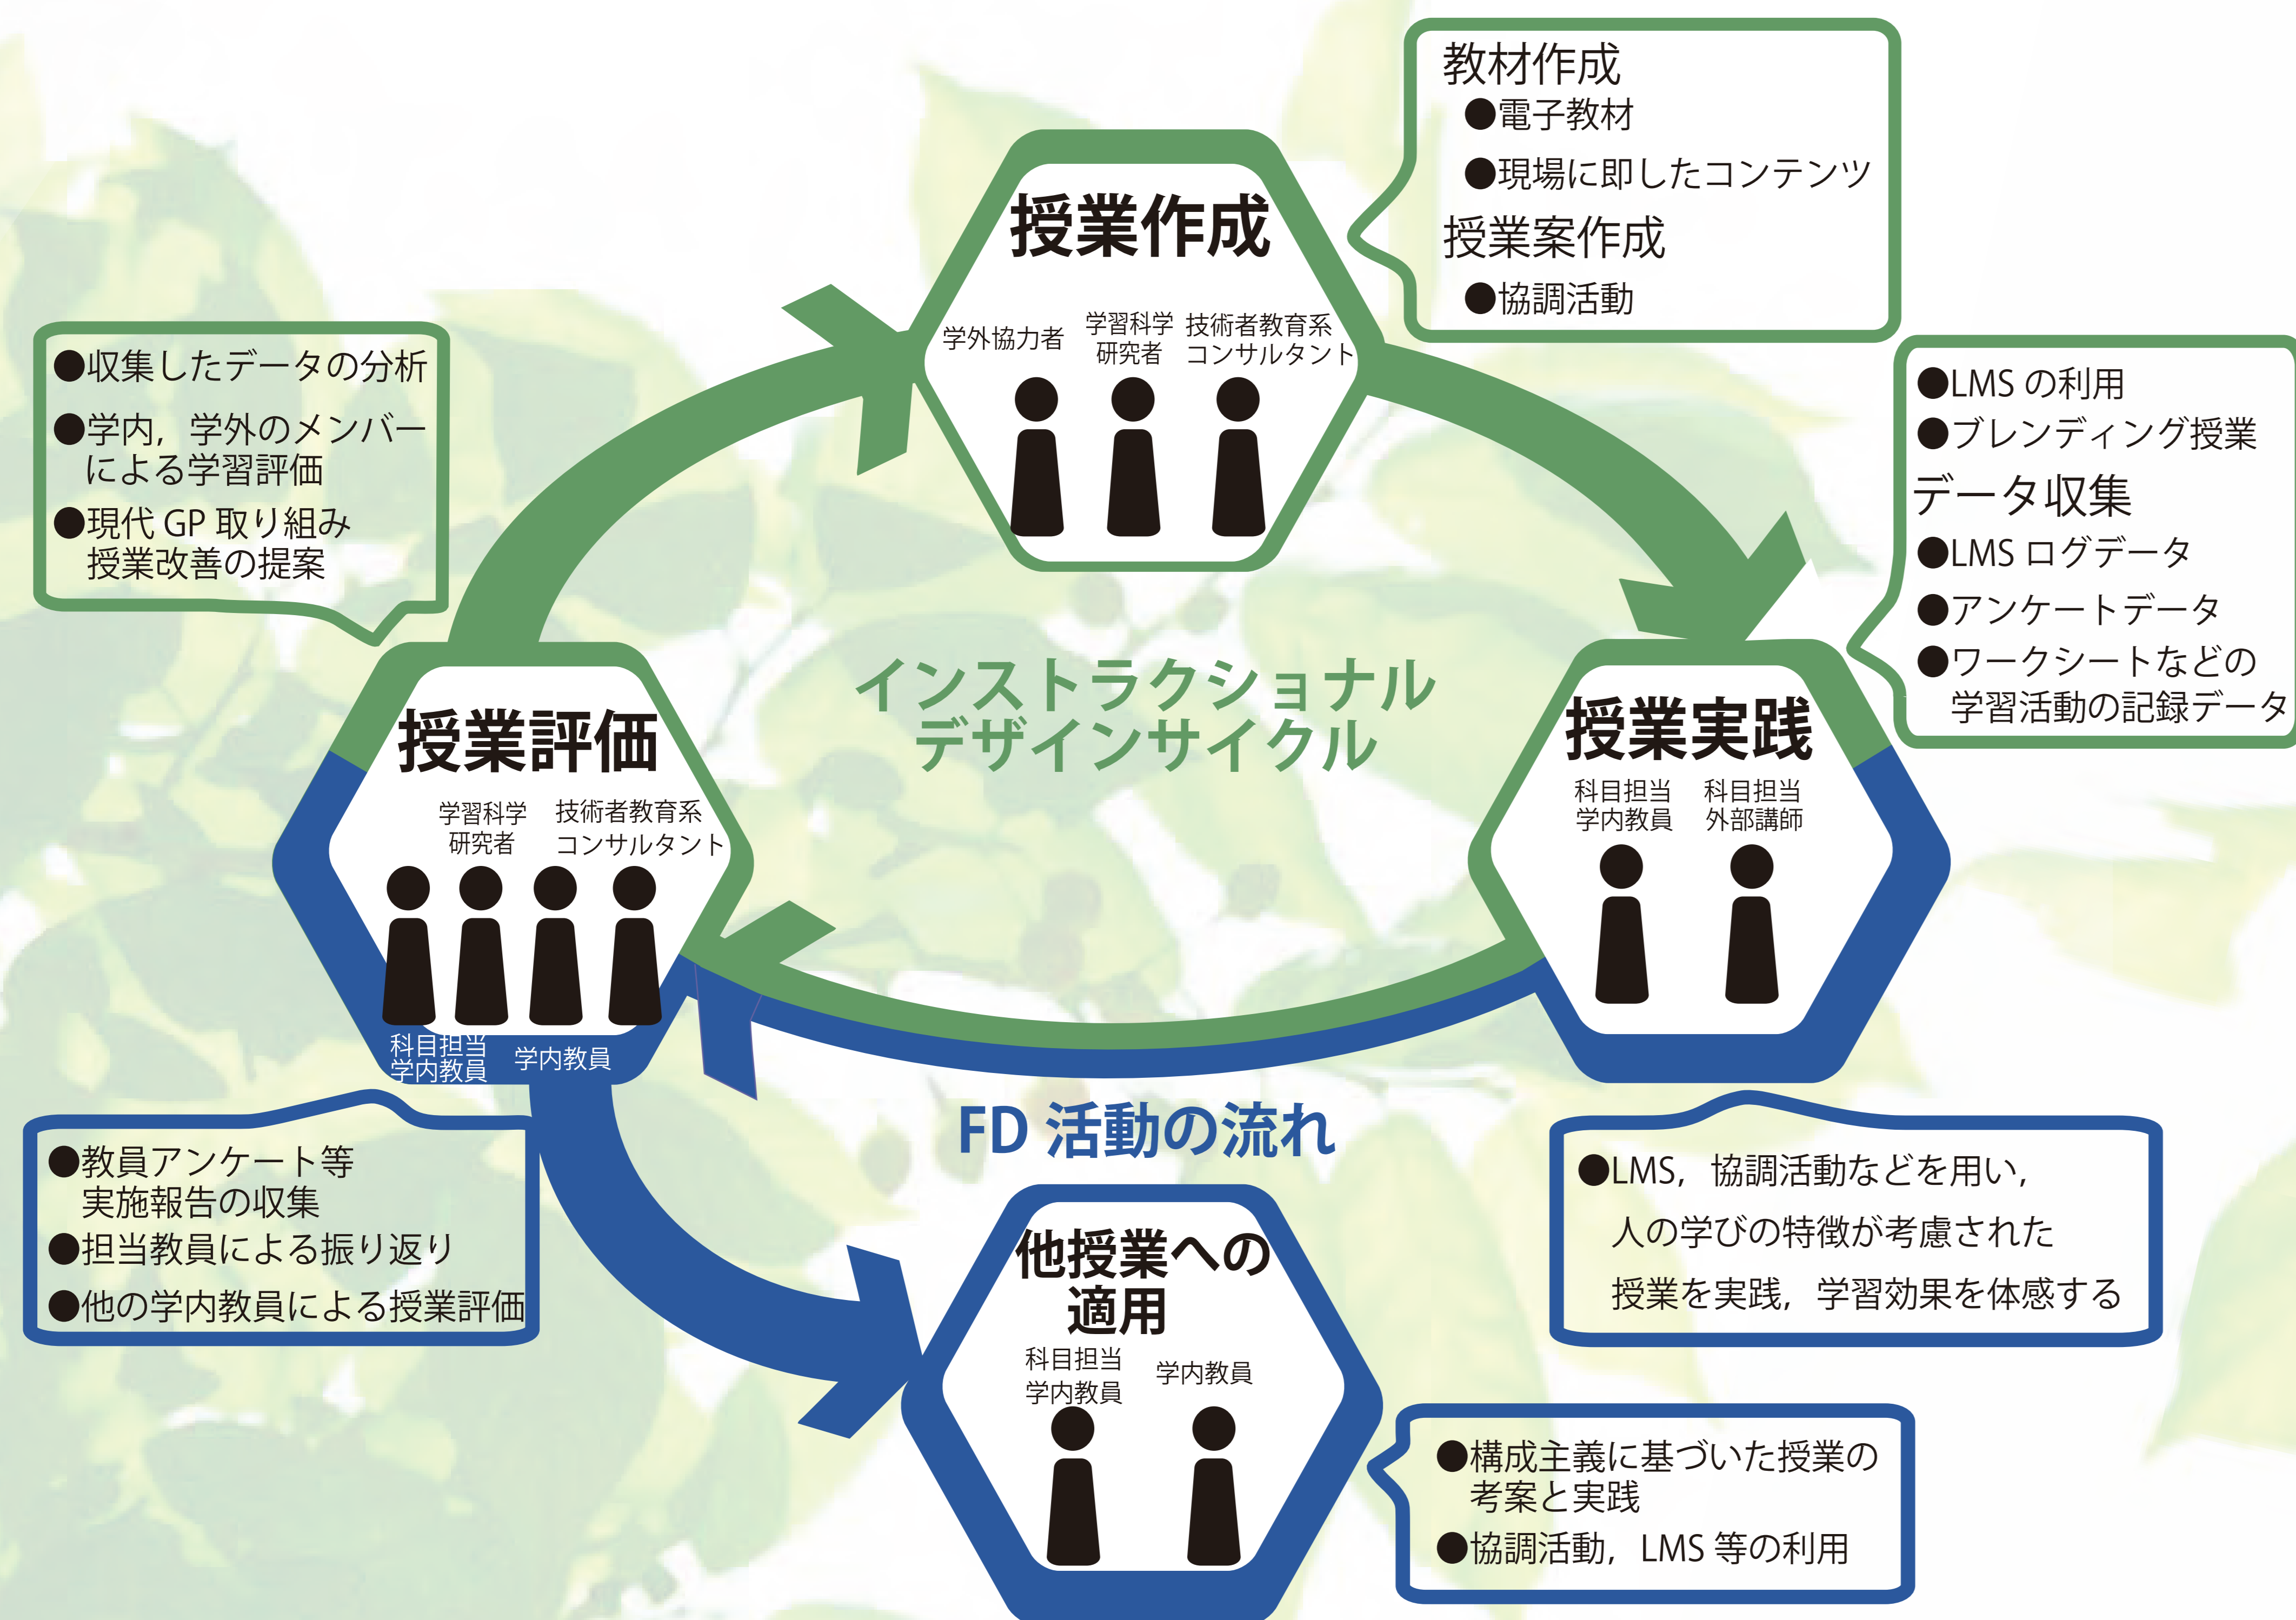 教材作成
●電子教材
●現場に即したコンテンツ
授業案作成
●協調活動
授業作成
学外協力者
学習科学
研究者
技術者教育系
コンサルタント
●収集したデータの分析
●学内，学外のメンバー
による学習評価
●現代 GP 取り組み
授業改善の提案
●LMS の利用
●ブレンディング授業
データ収集
●LMS ログデータ
●アンケートデータ
●ワークシートなどの
学習活動の記録データ
インストラクショナル
デザインサイクル
授業評価
学習科学
研究者
技術者教育系
コンサルタント
科目担当
学内教員
学内教員
授業実践
科目担当
学内教員
科目担当
外部講師
FD 活動の流れ
●教員アンケート等
実施報告の収集
●担当教員による振り返り
●他の学内教員による授業評価
●LMS，協調活動などを用い，
人の学びの特徴が考慮された
授業を実践，学習効果を体感する
他授業への
適用
科目担当
学内教員
学内教員
●構成主義に基づいた授業の
考案と実践
●協調活動，LMS 等の利用